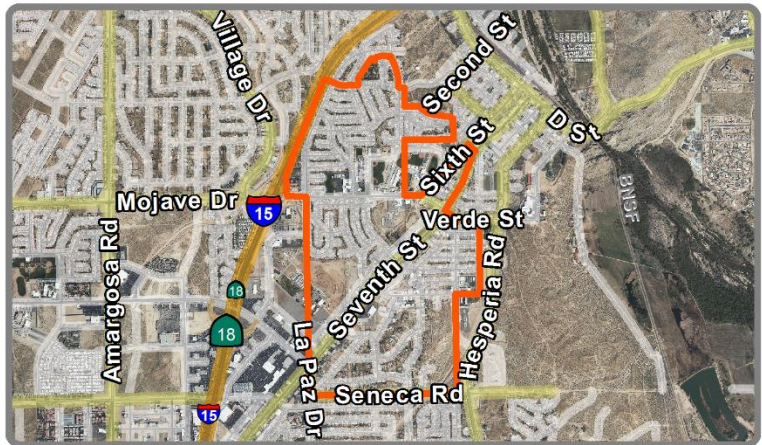 Village Dr
Second St
D St
Sixth St
BNSF
Mojave Dr
15
Verde St
Amargosa Rd
Seventh St
Hesperia Rd
18
18
La Paz Dr
Seneca Rd
15